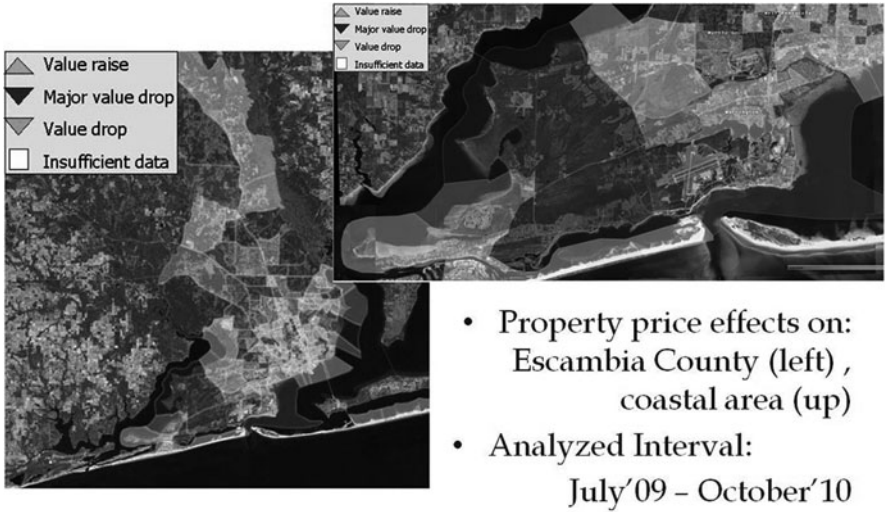 Value raise
Major value drop
Value drop
Insufficient data
Value raise
Major value drop
Value drop
Insufficient data
• Property price effects on:
Escambia County (left) ,
coastal area (up)
• Analyzed Interval:
July'09 – October'10